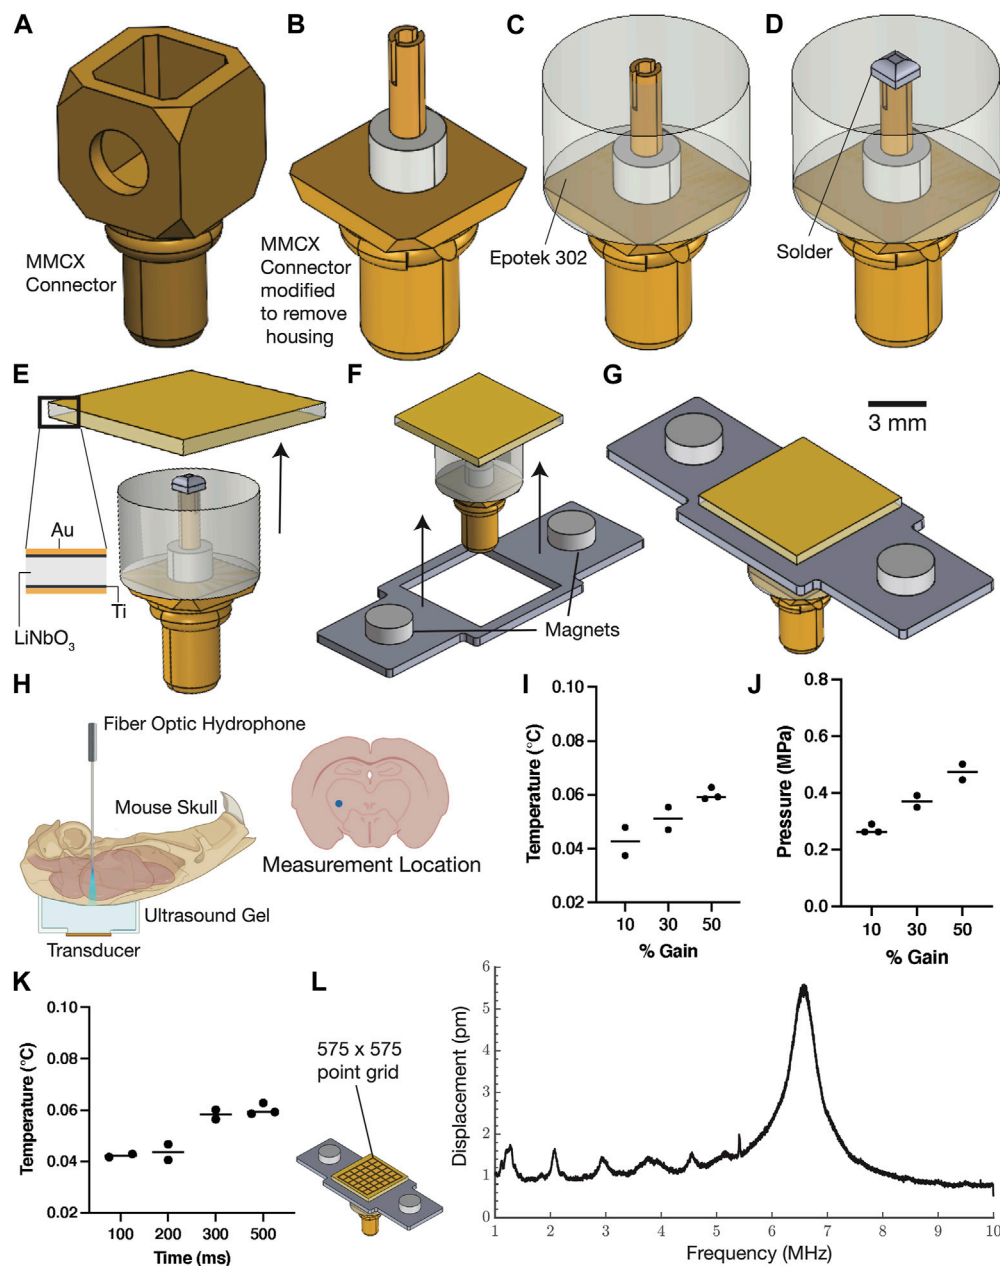 A
B
C
D
MMCX
Connector
MMCX
Connector
modified
to remove
housing
Epotek 302
Solder
E
F
G
3 mm
Au
Ti
LiNbO3
Magnets
H
Fiber Optic Hydrophone
Mouse Skull
Measurement Location
Ultrasound Gel
Transducer
I
Temperature (°C)
0.10
0.08
0.06
0.04
0.02
10 30 50
% Gain
J
Pressure (MPa)
0.8
0.6
0.4
0.2
0.0
10 30 50
% Gain
K
Temperature (°C)
0.10
0.08
0.06
0.04
0.02
100 200 300 500
Time (ms)
L
575 x 575
point grid
Displacement (pm)
6
5
4
3
2
1
0
1 2 3 4 5 6 7 8 9 10
Frequency (MHz)